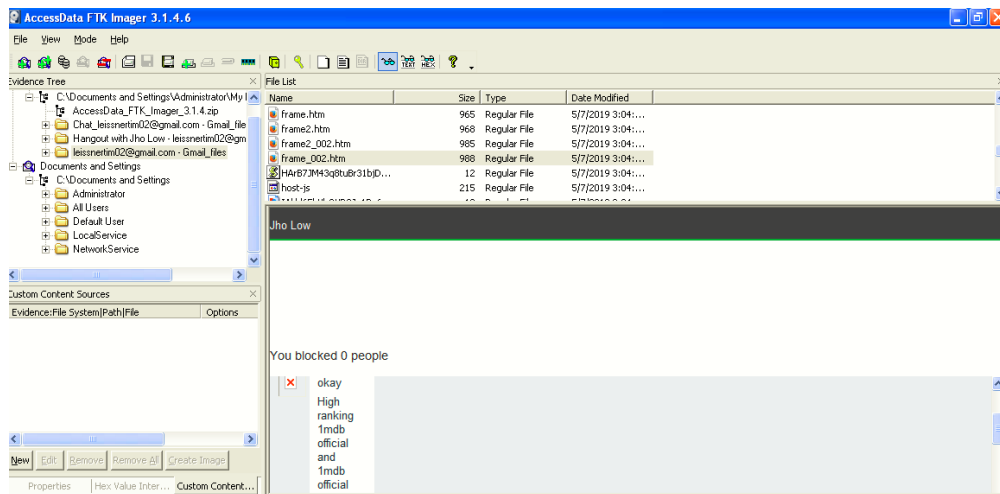 AccessData FTK Imager 3.1.4.6
File View Mode Help
Evidence Tree
C:\Documents and Settings\Administrator\My
AccessData_FTK_Imager_3.1.4.zip
Chat_leissnertim02@gmail.com - Gmail_file
Hangout with Jho Low - leissnertim02@gm
leissnertim02@gmail.com - Gmail_files
Documents and Settings
C:\Documents and Settings
Administrator
All Users
Default User
LocalService
NetworkService
Custom Content Sources
Evidence:File System|Path|File Options
New Edit Remove Remove All Create Image
Properties Hex Value Inter... Custom Content...
File List
Name Size Type Date Modified
frame.htm 965 Regular File 5/7/2019 3:04:...
frame2.htm 968 Regular File 5/7/2019 3:04:...
frame2_002.htm 985 Regular File 5/7/2019 3:04:...
frame_002.htm 988 Regular File 5/7/2019 3:04:...
HArB7JM43q8tuBr31bjD... 12 Regular File 5/7/2019 3:04:...
host-js 215 Regular File 5/7/2019 3:04:...
Jho Low
You blocked 0 people
okay
High
ranking
1mdb
official
and
1mdb
official